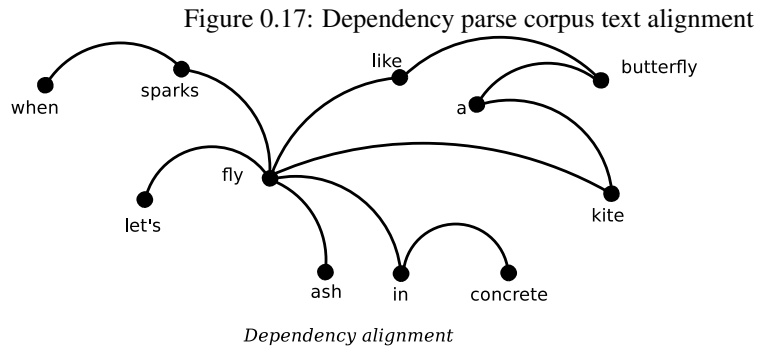 Figure 0.17: Dependency parse corpus text alignment
like
butterfly
when
sparks
a
fly
let's
kite
ash
in
concrete
Dependency alignment